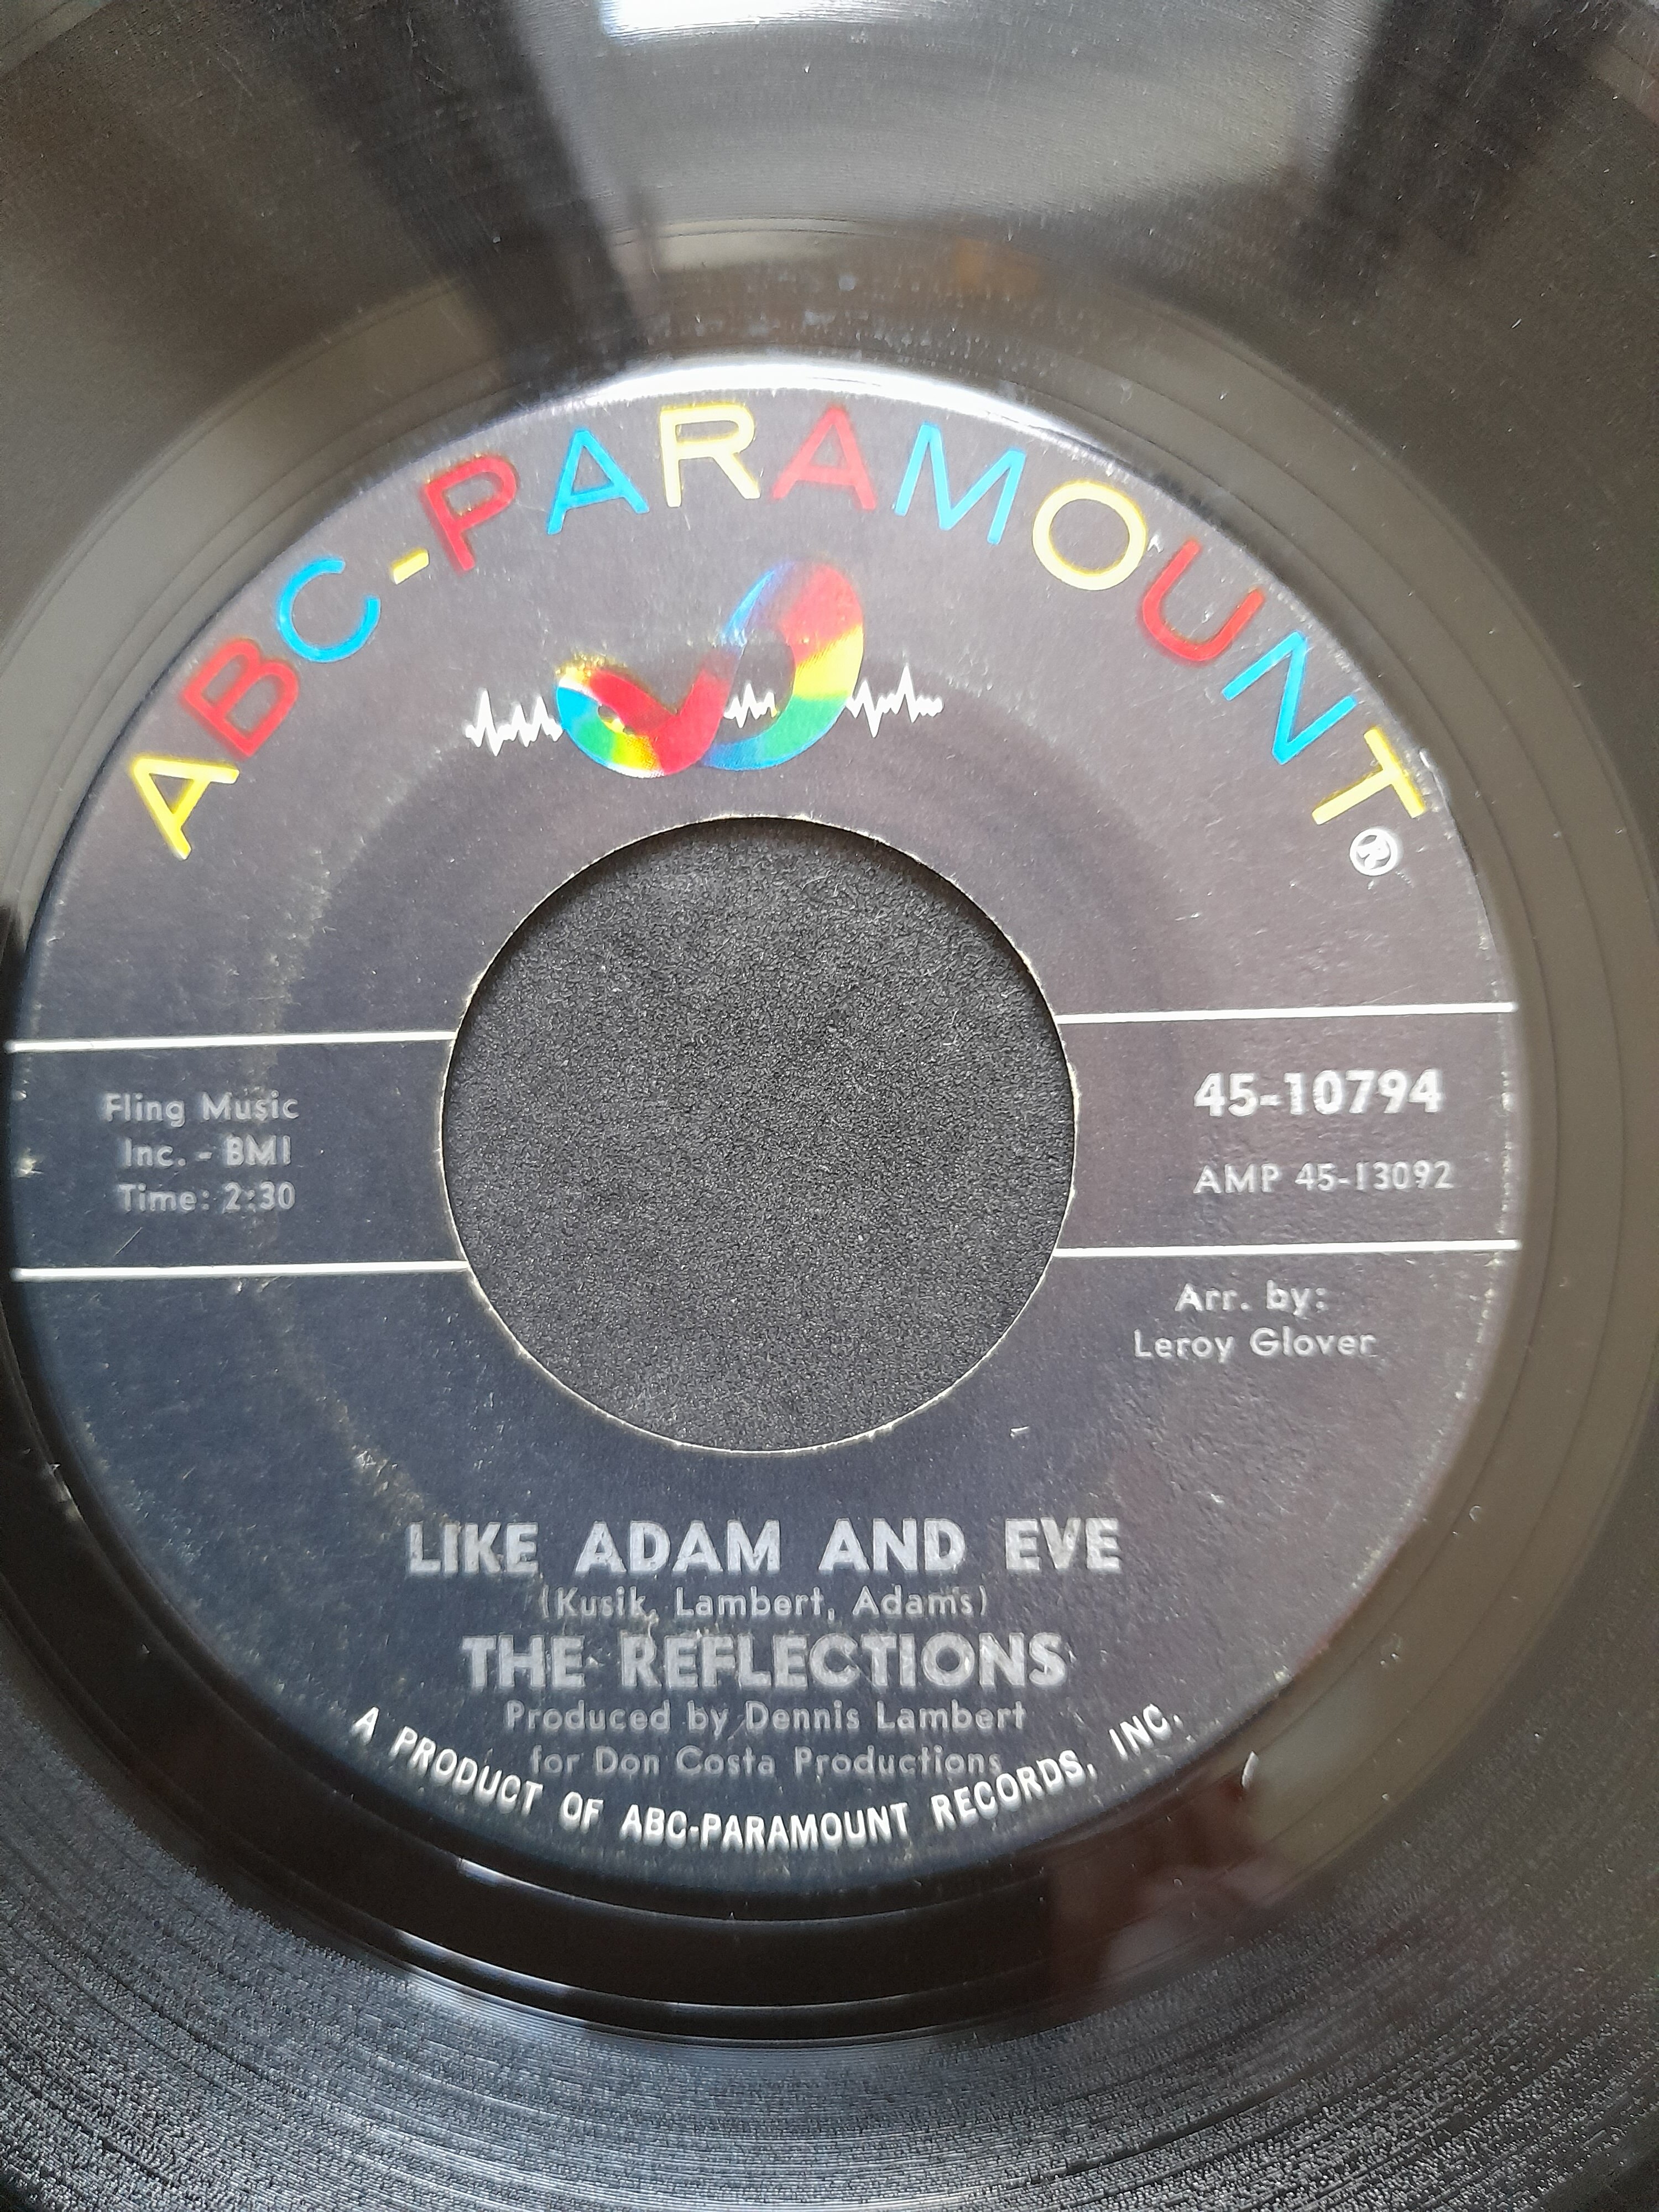 ABC-PARAMOUNT®
Fling Music
Inc. - BMI
Time: 2:30
45-10794
AMP 45-13092
Arr. by:
Leroy Glover
LIKE ADAM AND EVE
(Kusik, Lambert, Adams)
THE REFLECTIONS
Produced by Dennis Lambert
for Don Costa Productions
A PRODUCT OF ABC-PARAMOUNT RECORDS, INC.